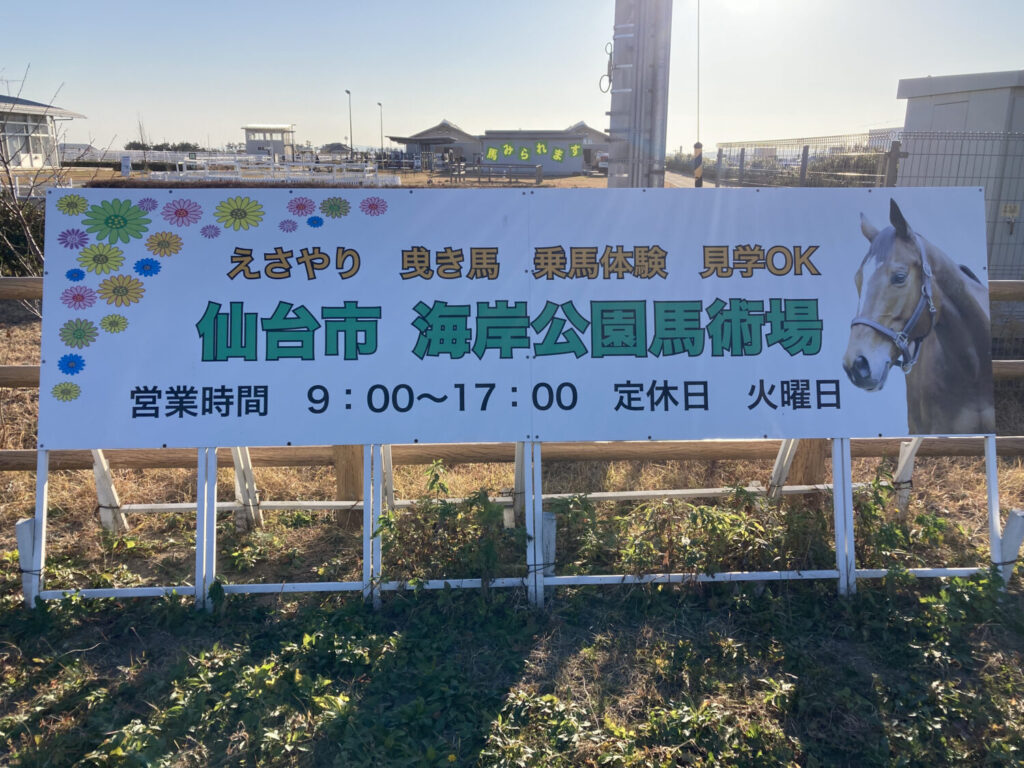 馬みられます
えさやり 曳き馬 乗馬体験 見学OK
仙台市 海岸公園馬術場
営業時間 9：00〜17：00 定休日 火曜日